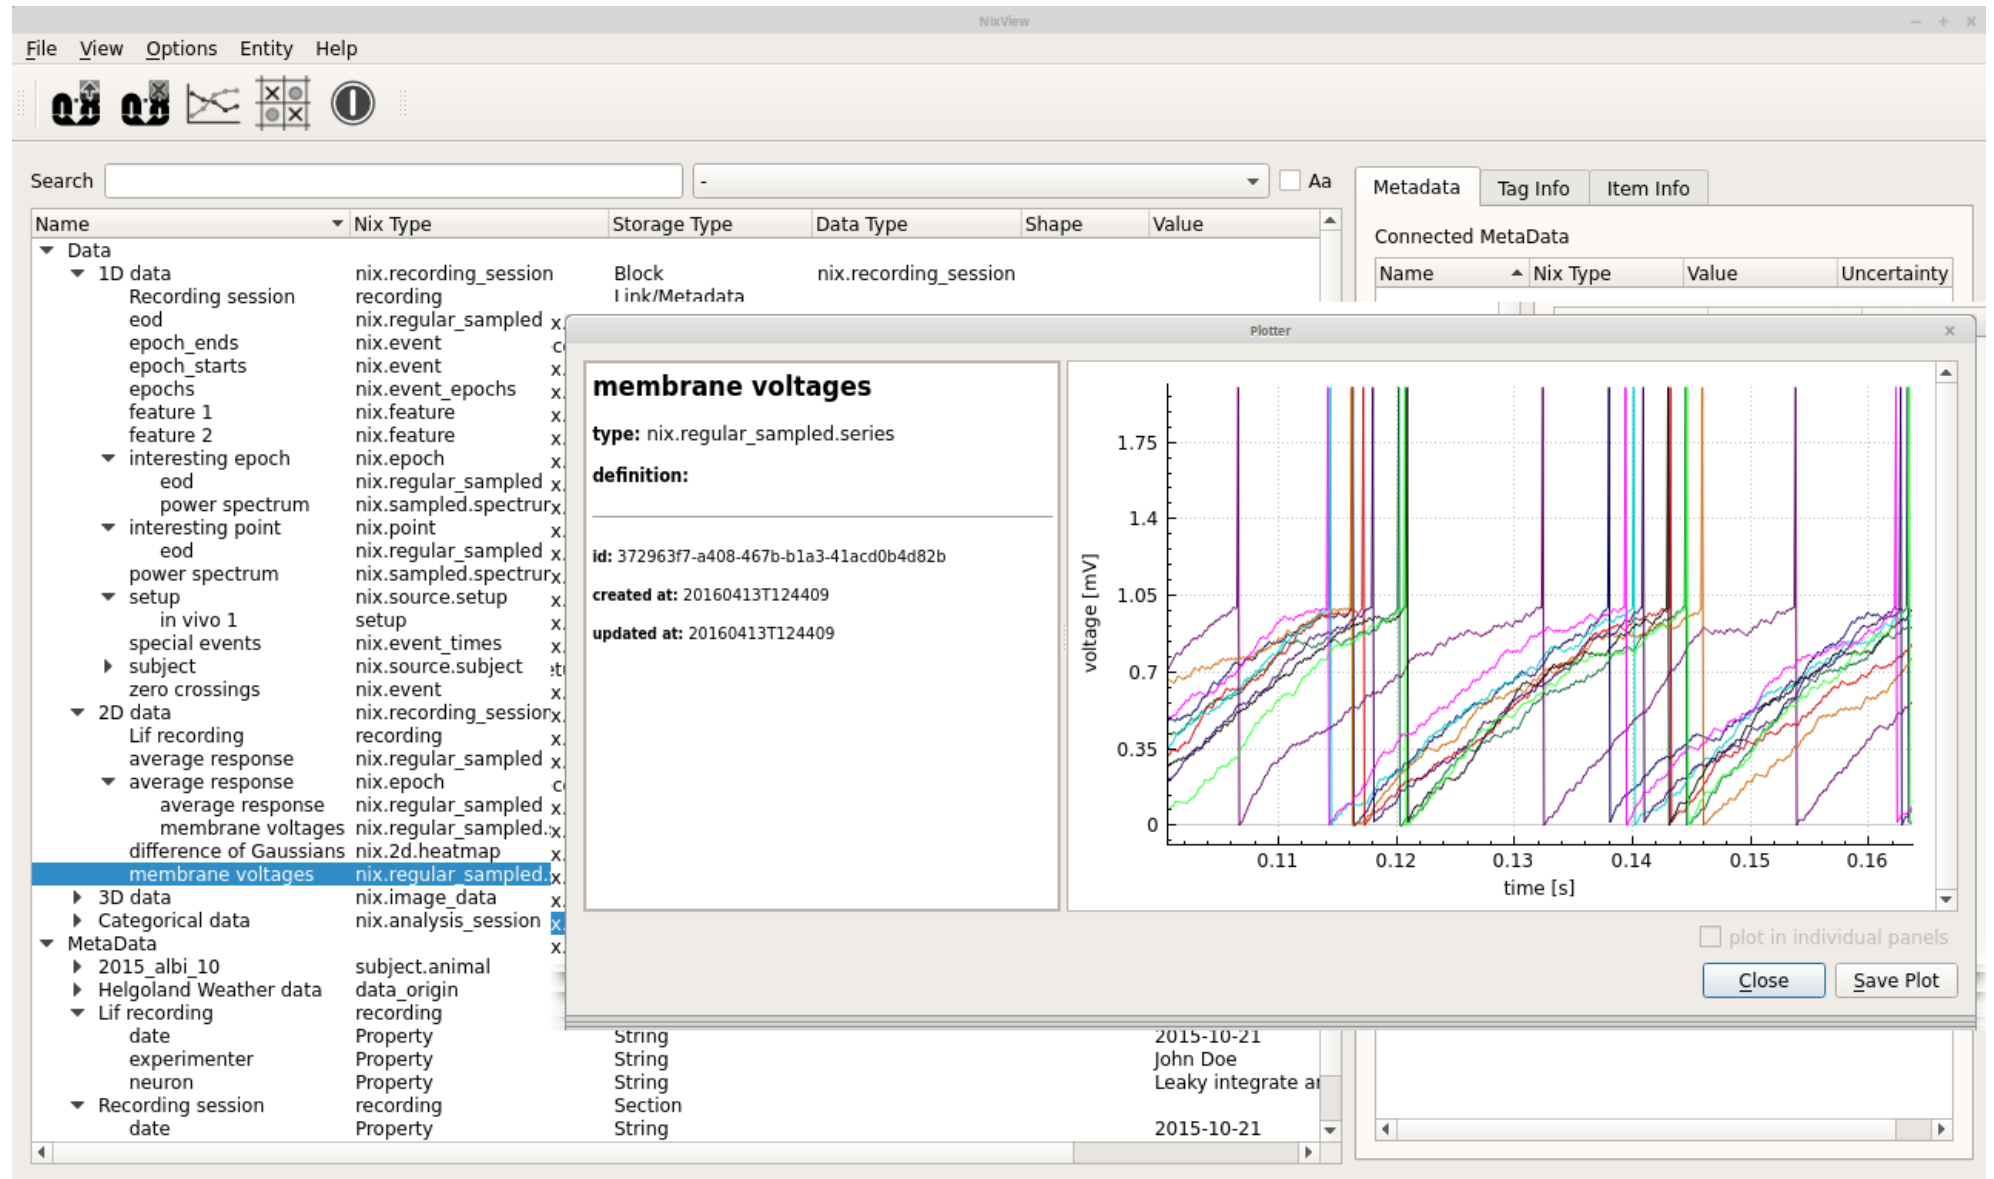 NixView
File View Options Entity Help
Search - Aa
Metadata Tag Info Item Info
Name Nix Type Storage Type Data Type Shape Value
Connected MetaData
Name Nix Type Value Uncertainty
Data
1D data nix.recording_session Block nix.recording_session
Recording session recording Link/Metadata
eod nix.regular_sampled
epoch_ends nix.event
epoch_starts nix.event
epochs nix.event_epochs
feature 1 nix.feature
feature 2 nix.feature
interesting epoch nix.epoch
eod nix.regular_sampled
power spectrum nix.sampled.spectrum
interesting point nix.point
eod nix.regular_sampled
power spectrum nix.sampled.spectrum
setup nix.source.setup
in vivo 1 setup
special events nix.event_times
subject nix.source.subject
zero crossings nix.event
2D data nix.recording_session
Lif recording recording
average response nix.regular_sampled
average response nix.epoch
average response nix.regular_sampled
membrane voltages nix.regular_sampled.
difference of Gaussians nix.2d.heatmap
membrane voltages nix.regular_sampled.
3D data nix.image_data
Categorical data nix.analysis_session
MetaData
2015_albi_10 subject.animal
Helgoland Weather data data_origin
Lif recording recording
date Property String 2015-10-21
experimenter Property String John Doe
neuron Property String Leaky integrate
Recording session recording Section
date Property String 2015-10-21
Plotter
membrane voltages
type: nix.regular_sampled.series
definition:
id: 372963f7-a408-467b-b1a3-41acd0b4d82b
created at: 20160413T124409
updated at: 20160413T124409
voltage [mV]
1.75
1.4
1.05
0.7
0.35
0
0.11 0.12 0.13 0.14 0.15 0.16
time [s]
plot in individual panels
Close Save Plot